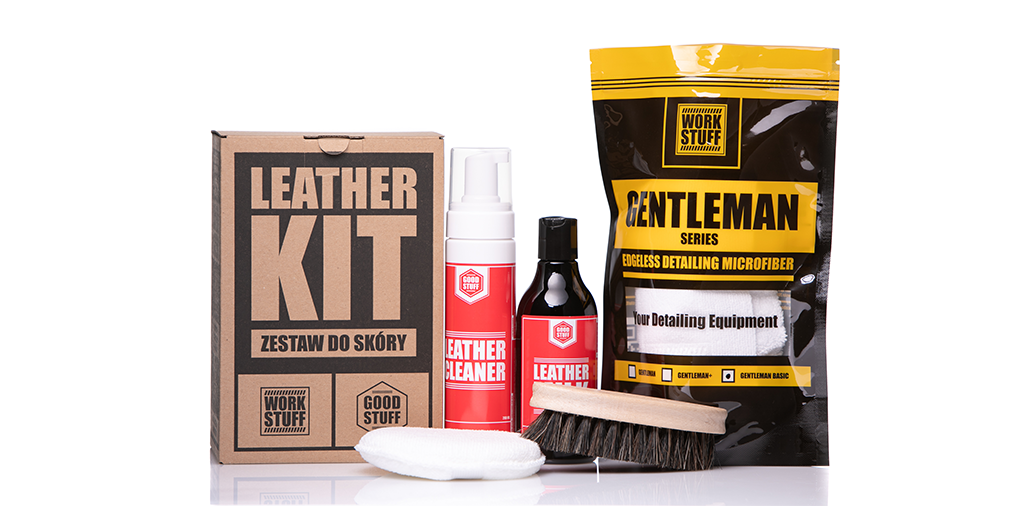 LEATHER
KIT
ZESTAW DO SKÓRY
WORK
STUFF
GOOD
STUFF
GOOD
STUFF
LEATHER
CLEANER
GOOD
STUFF
LEATHER
WORK
STUFF
GENTLEMAN
SERIES
EDGELESS DETAILING MICROFIBER
Your Detailing Equipment
GENTLEMAN
GENTLEMAN+
GENTLEMAN BASIC